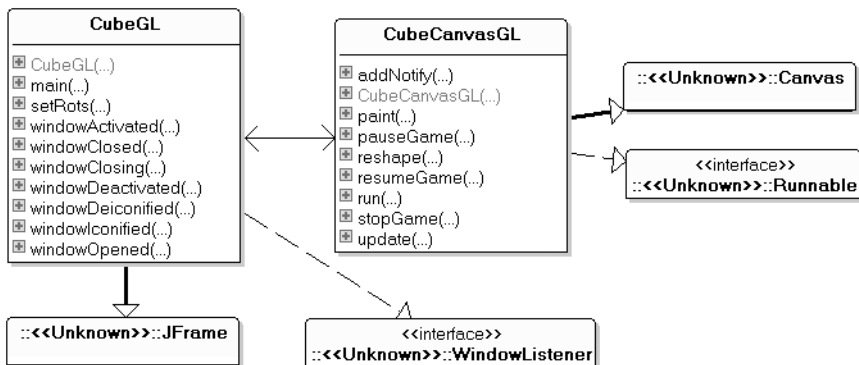 CubeGL
CubeGL(...)
main(...)
setRots(...)
windowActivated(...)
windowClosed(...)
windowClosing(...)
windowDeactivated(...)
windowDeiconified(...)
windowIconified(...)
windowOpened(...)
CubeCanvasGL
addNotify(...)
CubeCanvasGL(...)
paint(...)
pauseGame(...)
reshape(...)
resumeGame(...)
run(...)
stopGame(...)
update(...)
::<<Unknown>>::Canvas
<<interface>>
::<<Unknown>>::Runnable
::<<Unknown>>::JFrame
<<interface>>
::<<Unknown>>::WindowListener